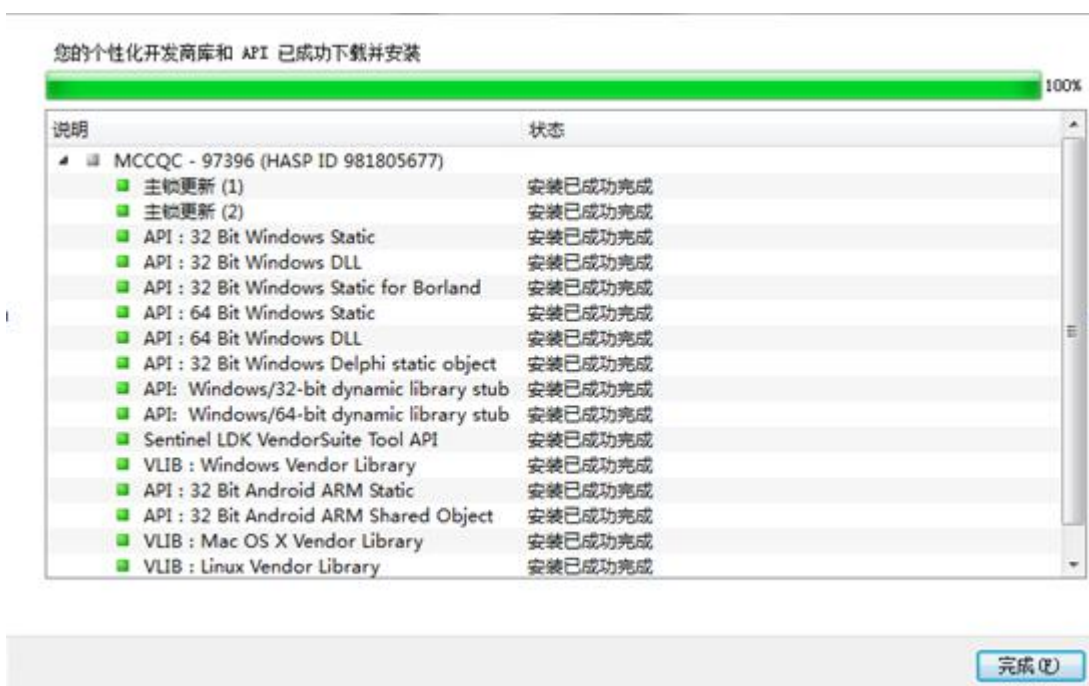 您的个性化开发商库和 API 已成功下载并安装
100%
说明 状态
MCCQC - 97396 (HASP ID 981805677)
主锁更新 (1) 安装已成功完成
主锁更新 (2) 安装已成功完成
API : 32 Bit Windows Static 安装已成功完成
API : 32 Bit Windows DLL 安装已成功完成
API : 32 Bit Windows Static for Borland 安装已成功完成
API : 64 Bit Windows Static 安装已成功完成
API : 64 Bit Windows DLL 安装已成功完成
API : 32 Bit Windows Delphi static object 安装已成功完成
API: Windows/32-bit dynamic library stub 安装已成功完成
API: Windows/64-bit dynamic library stub 安装已成功完成
Sentinel LDK VendorSuite Tool API 安装已成功完成
VLIB : Windows Vendor Library 安装已成功完成
API : 32 Bit Android ARM Static 安装已成功完成
API : 32 Bit Android ARM Shared Object 安装已成功完成
VLIB : Mac OS X Vendor Library 安装已成功完成
VLIB : Linux Vendor Library 安装已成功完成
完成(F)